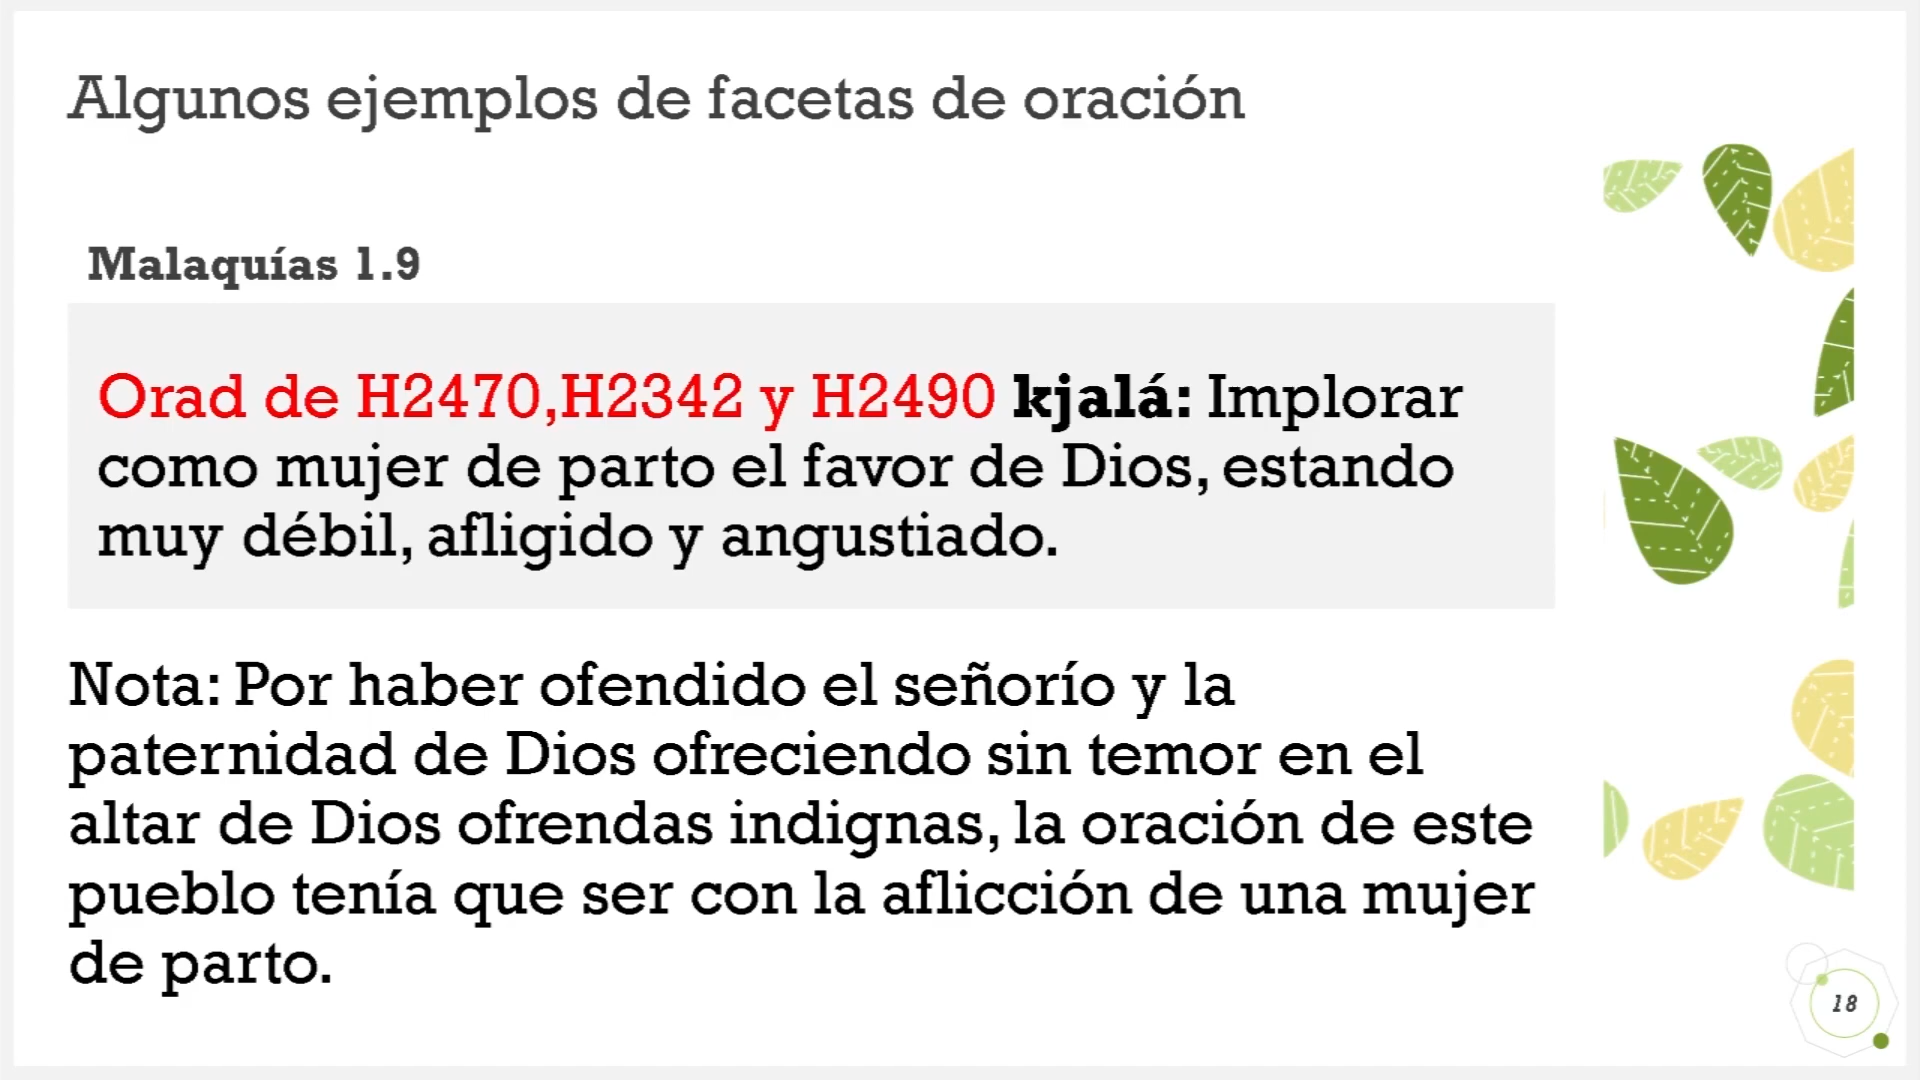 Algunos ejemplos de facetas de oración
Malaquías 1.9
Orad de H2470,H2342 y H2490 kjalá: Implorar
como mujer de parto el favor de Dios, estando
muy débil, afligido y angustiado.
Nota: Por haber ofendido el señorío y la
paternidad de Dios ofreciendo sin temor en el
altar de Dios ofrendas indignas, la oración de este
pueblo tenía que ser con la aflicción de una mujer
de parto.
18